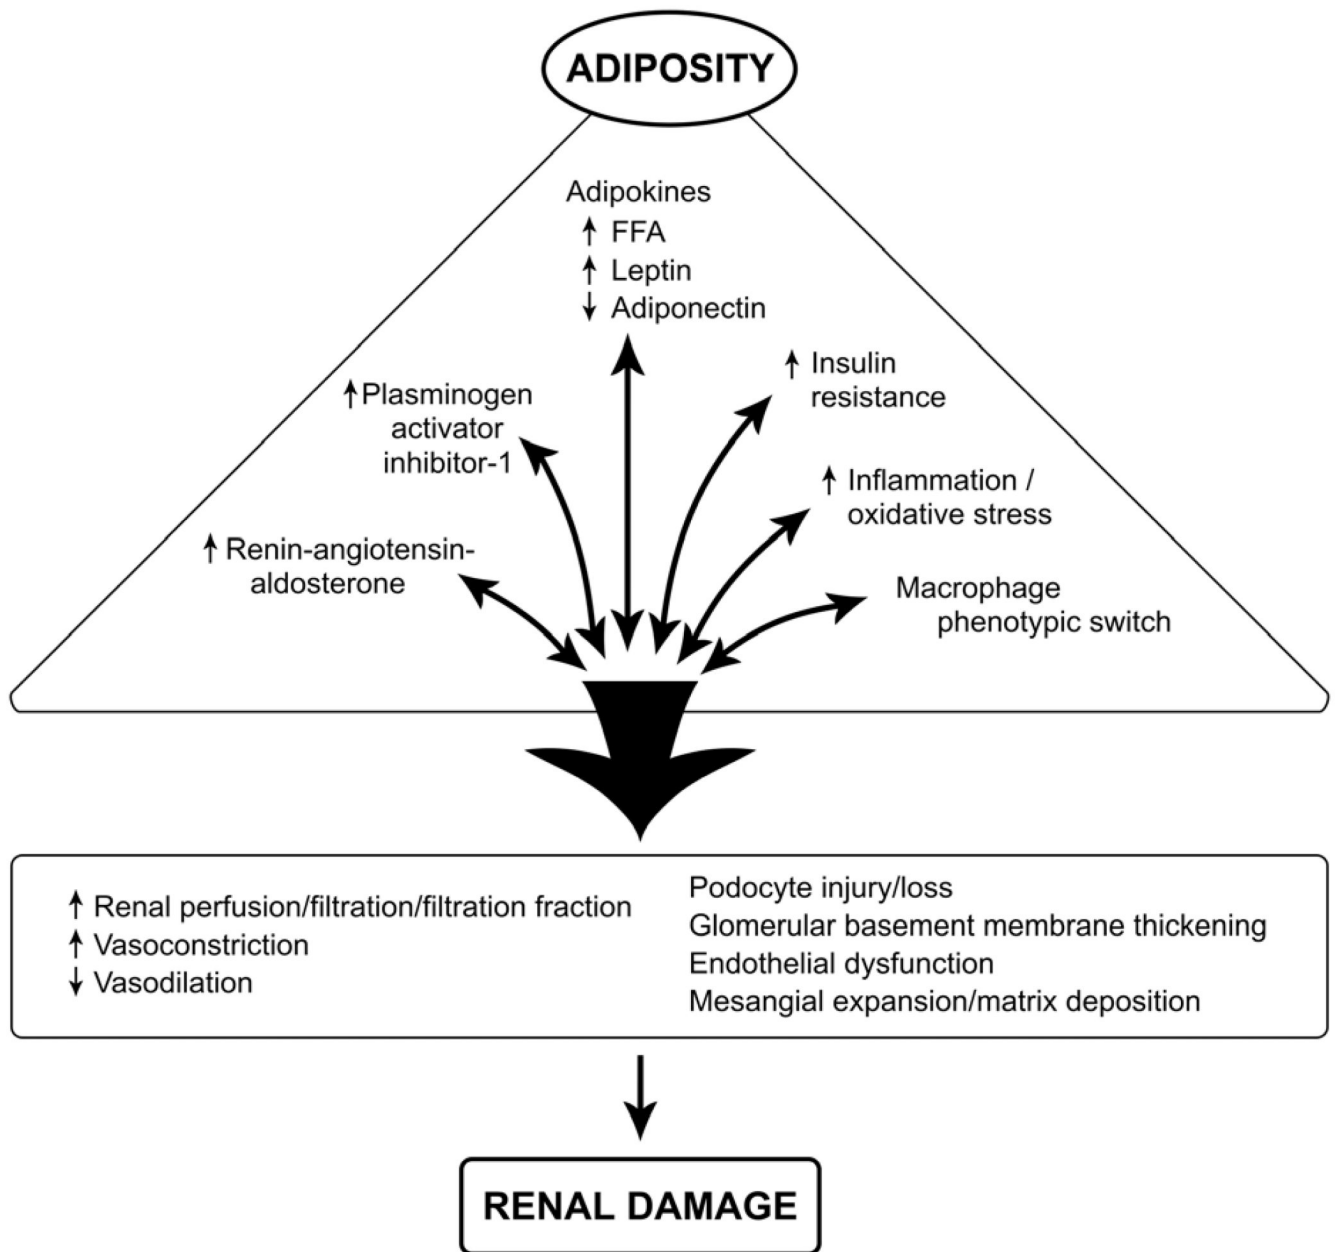 ADIPOSITY
Adipokines
↑ FFA
↑ Leptin
↓ Adiponectin
↑ Insulin
resistance
↑Plasminogen
activator
inhibitor-1
↑ Inflammation /
oxidative stress
↑ Renin-angiotensin-
aldosterone
Macrophage
phenotypic switch
↑ Renal perfusion/filtration/filtration fraction
↑ Vasoconstriction
↓ Vasodilation
Podocyte injury/loss
Glomerular basement membrane thickening
Endothelial dysfunction
Mesangial expansion/matrix deposition
RENAL DAMAGE